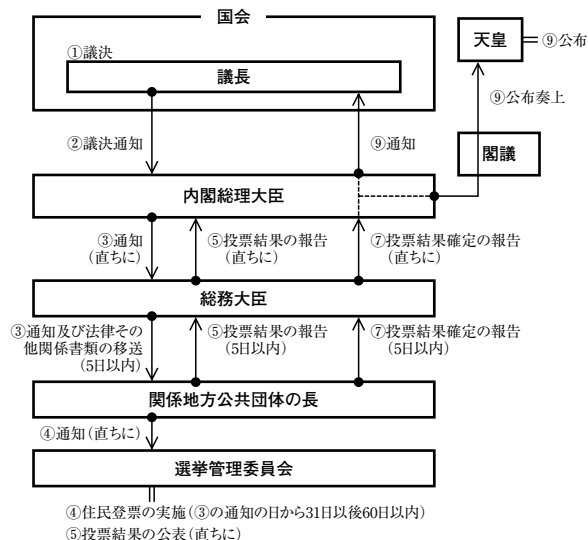 国会
①議決
議長
天皇
⑨公布
⑨公布奏上
②議決通知
⑨通知
閣議
内閣総理大臣
③通知
(直ちに)
⑤投票結果の報告
(直ちに)
⑦投票結果確定の報告
(直ちに)
総務大臣
③通知及び法律その
他関係書類の移送
(5日以内)
⑤投票結果の報告
(5日以内)
⑦投票結果確定の報告
(5日以内)
関係地方公共団体の長
④通知(直ちに)
選挙管理委員会
④住民登票の実施(③の通知の日から31日以後60日以内)
⑤投票結果の公表(直ちに)